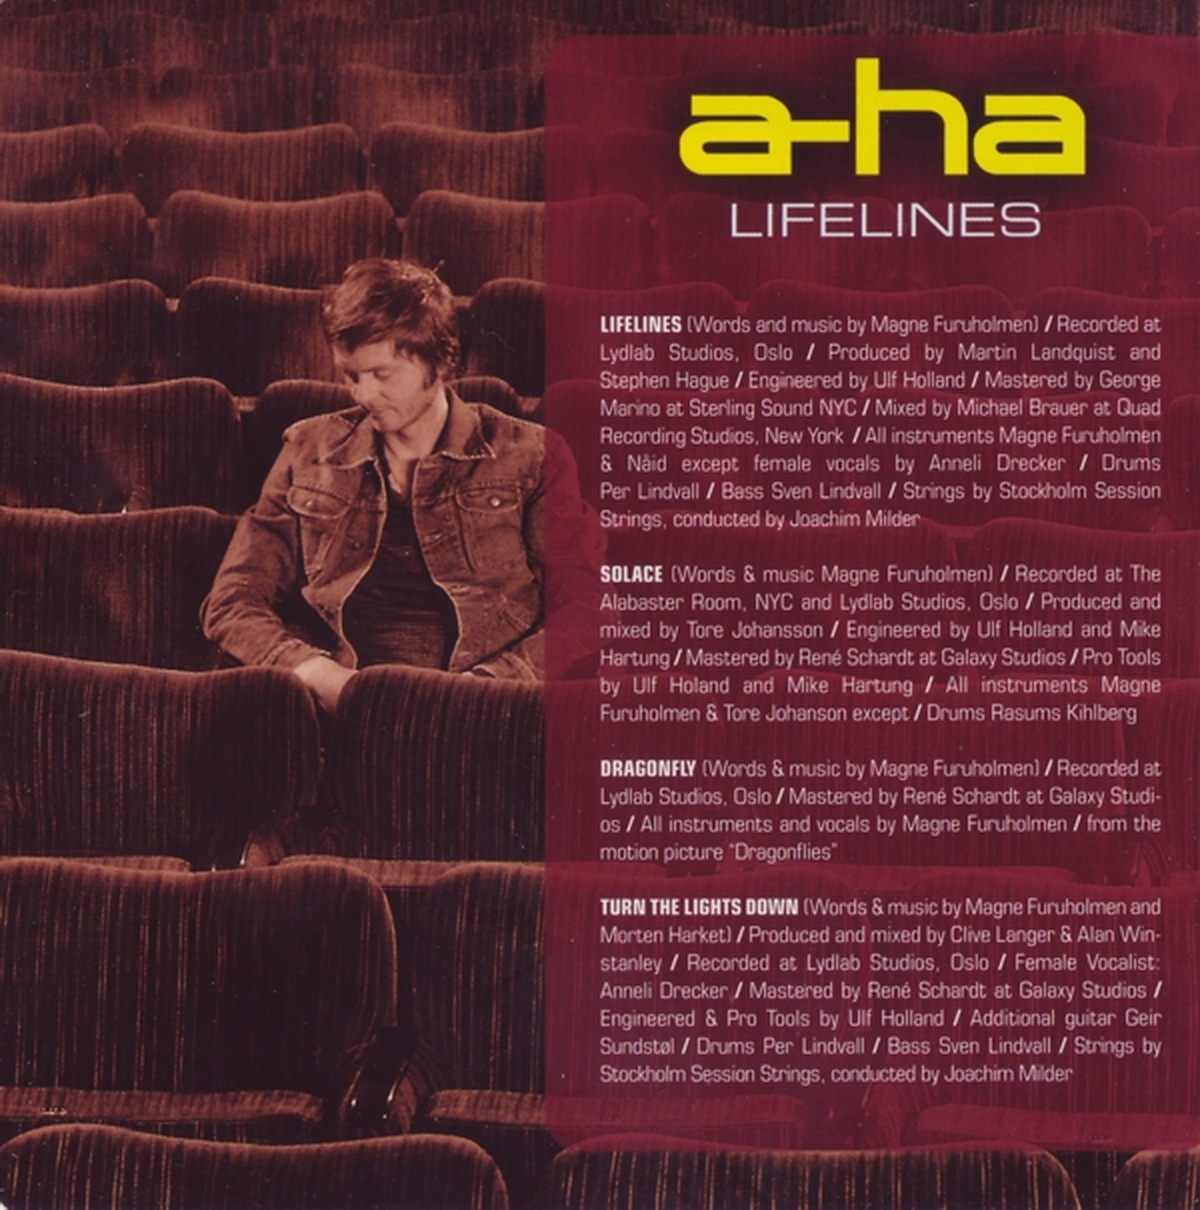 a-ha
LIFELINES
LIFELINES (Words and music by Magne Furuholmen) / Recorded at
Lydlab Studios, Oslo / Produced by Martin Landquist and
Stephen Hague / Engineered by Ulf Holland / Mastered by George
Marino at Sterling Sound NYC / Mixed by Michael Brauer at Quad
Recording Studios, New York / All instruments Magne Furuholmen
& Nåid except female vocals by Anneli Drecker / Drums
Per Lindvall / Bass Sven Lindvall / Strings by Stockholm Session
Strings, conducted by Joachim Milder
SOLACE (Words & music Magne Furuholmen) / Recorded at The
Alabaster Room, NYC and Lydlab Studios, Oslo / Produced and
mixed by Tore Johansson / Engineered by Ulf Holland and Mike
Hartung / Mastered by René Schardt at Galaxy Studios / Pro Tools
by Ulf Holand and Mike Hartung / All instruments Magne
Furuholmen & Tore Johanson except / Drums Rasums Kihlberg
DRAGONFLY (Words & music by Magne Furuholmen) / Recorded at
Lydlab Studios, Oslo / Mastered by René Schardt at Galaxy Studi-
os / All instruments and vocals by Magne Furuholmen / from the
motion picture "Dragonflies"
TURN THE LIGHTS DOWN (Words & music by Magne Furuholmen and
Morten Harket) / Produced and mixed by Clive Langer & Alan Win-
stanley / Recorded at Lydlab Studios, Oslo / Female Vocalist:
Anneli Drecker / Mastered by René Schardt at Galaxy Studios /
Engineered & Pro Tools by Ulf Holland / Additional guitar Geir
Sundstøl / Drums Per Lindvall / Bass Sven Lindvall / Strings by
Stockholm Session Strings, conducted by Joachim Milder